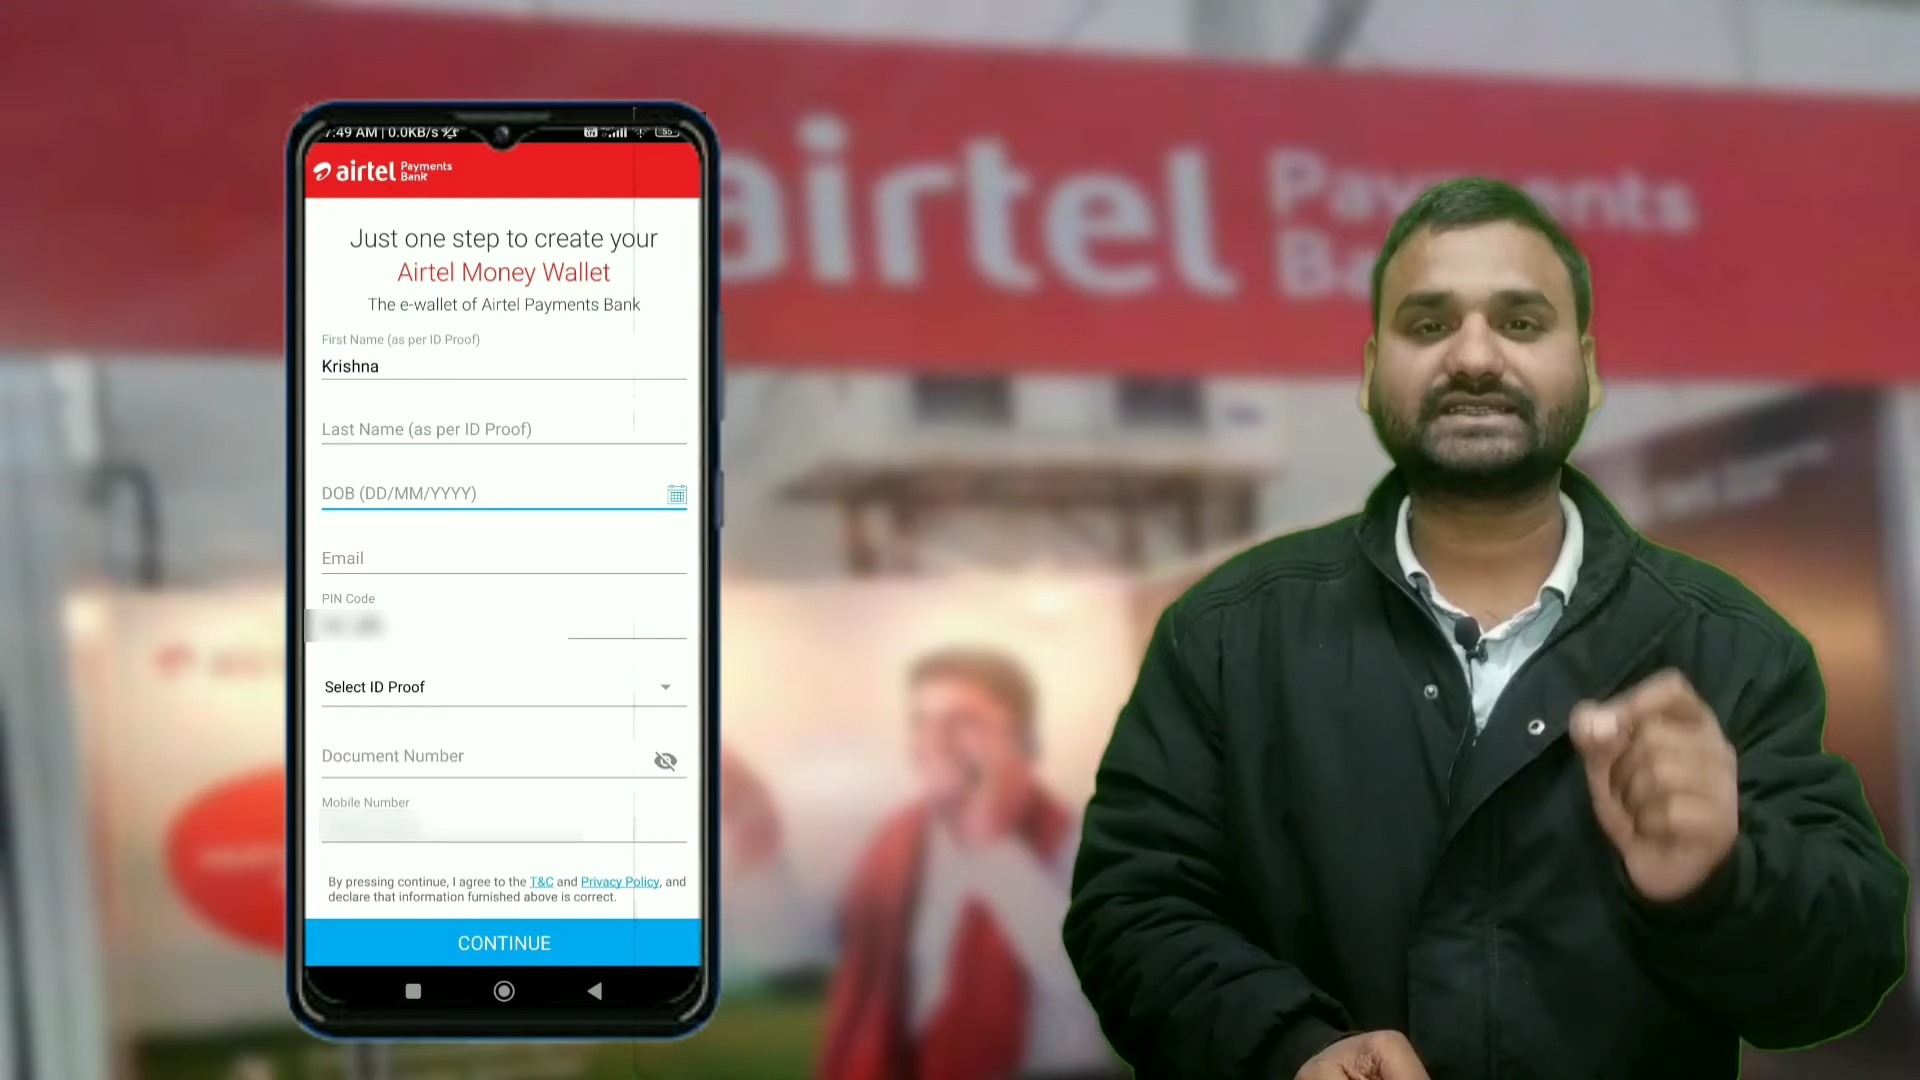 7:49 AM | 0.0KB/s
airtel Payments Bank
Just one step to create your
Airtel Money Wallet
The e-wallet of Airtel Payments Bank
First Name (as per ID Proof)
Krishna
Last Name (as per ID Proof)
DOB (DD/MM/YYYY)
Email
PIN Code
Select ID Proof
Document Number
Mobile Number
By pressing continue, I agree to the T&C and Privacy Policy, and
declare that information furnished above is correct.
CONTINUE
airtel